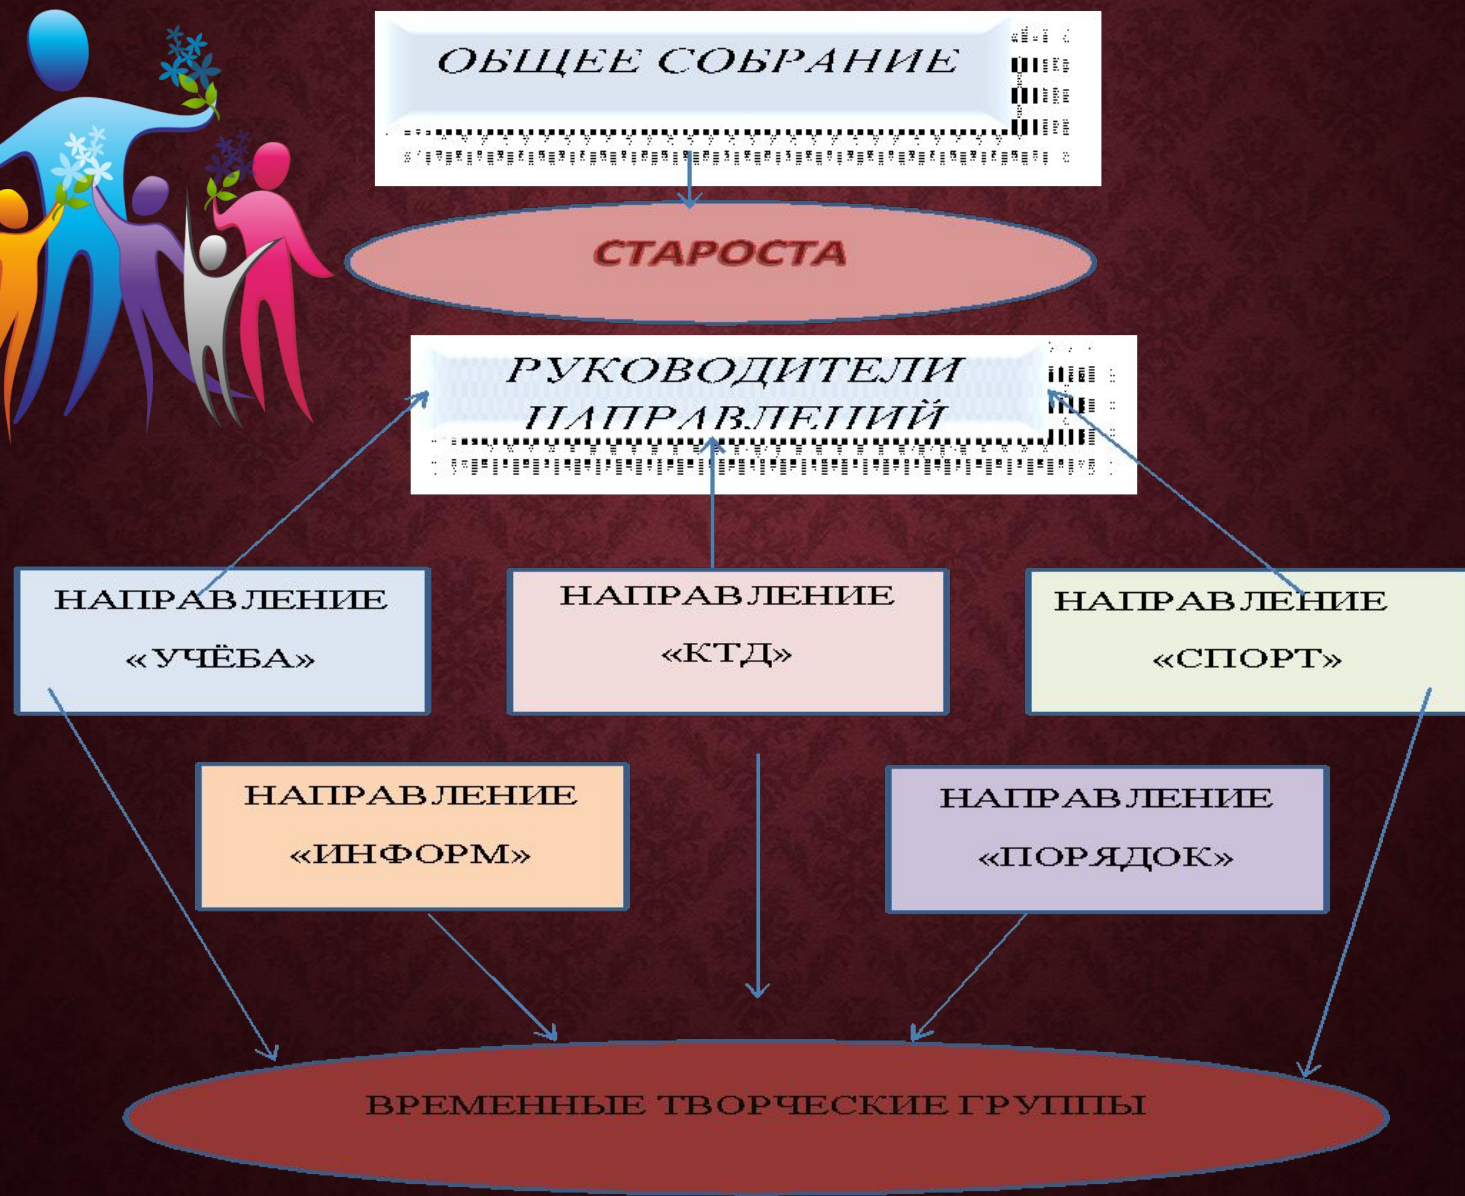 ОБЩЕЕ СОБРАНИЕ
СТАРОСТА
РУКОВОДИТЕЛИ
НАПРАВЛЕНИЙ
НАПРАВЛЕНИЕ
«УЧЁБА»
НАПРАВЛЕНИЕ
«КТД»
НАПРАВЛЕНИЕ
«СПОРТ»
НАПРАВЛЕНИЕ
«ИНФОРМ»
НАПРАВЛЕНИЕ
«ПОРЯДОК»
ВРЕМЕННЫЕ ТВОРЧЕСКИЕ ГРУППЫ